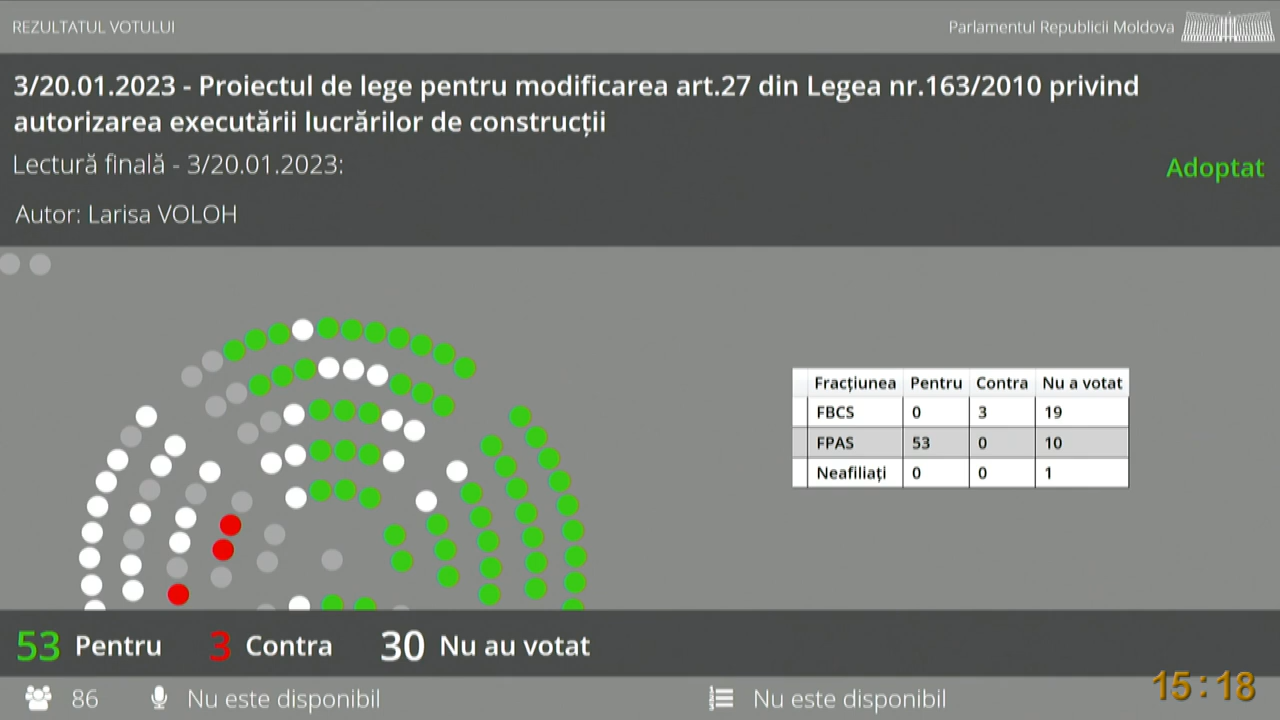 REZULTATUL VOTULUI
Parlamentul Republicii Moldova
3/20.01.2023 - Proiectul de lege pentru modificarea art.27 din Legea nr.163/2010 privind
autorizarea executării lucrărilor de construcții
Lectură finală - 3/20.01.2023:
Adoptat
Autor: Larisa VOLOH
Fracțiunea Pentru Contra Nu a votat
FBCS 0 3 19
FPAS 53 0 10
Neafiliați 0 0 1
53 Pentru 3 Contra 30 Nu au votat
86 Nu este disponibil Nu este disponibil
15:18